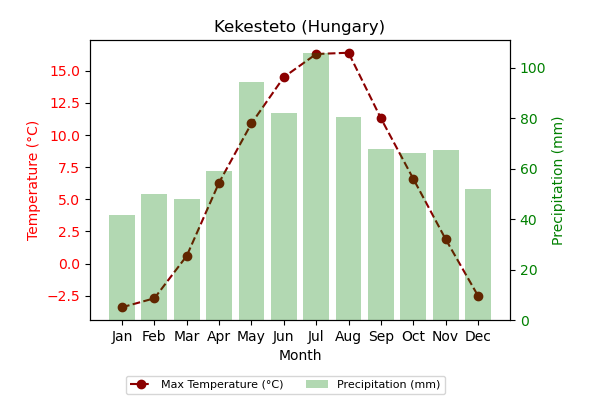 Kekesteto (Hungary)
Temperature (°C)
15.0
12.5
10.0
7.5
5.0
2.5
0.0
−2.5
100
80
60
40
20
0
Precipitation (mm)
Jan Feb Mar Apr May Jun Jul Aug Sep Oct Nov Dec
Month
Max Temperature (°C) Precipitation (mm)